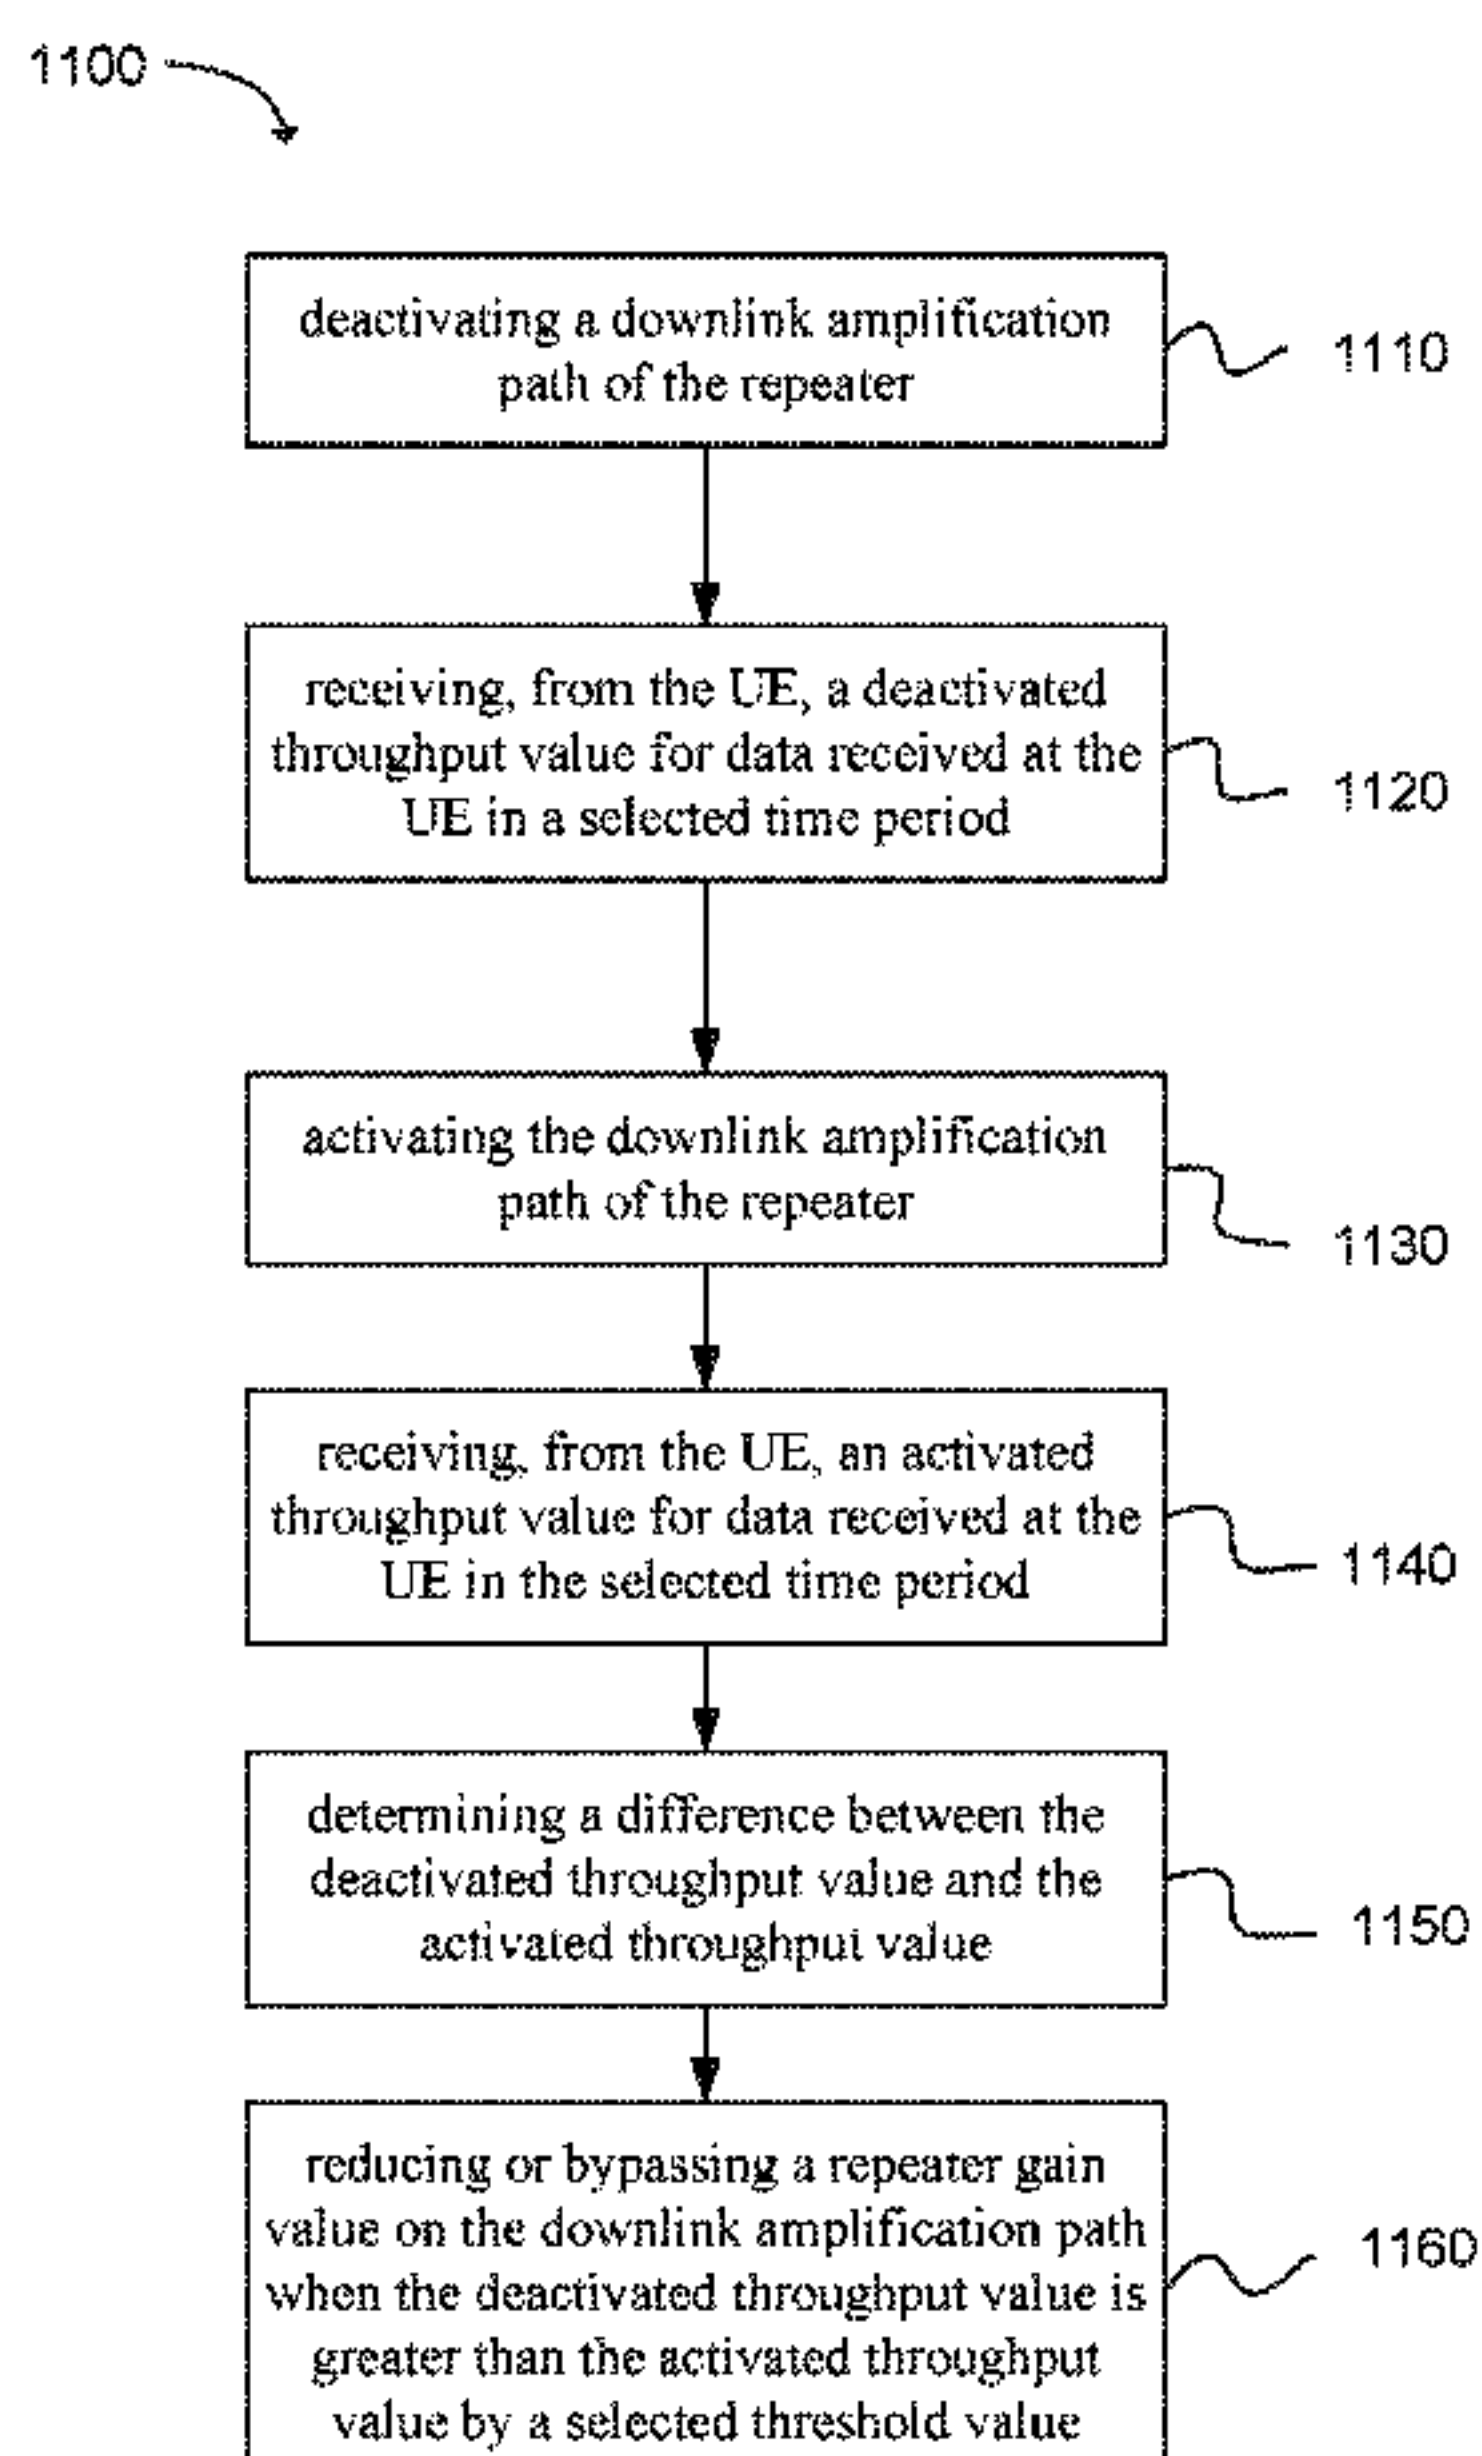 1100
deactivating a downlink amplification
path of the repeater
1110
receiving, from the UE, a deactivated
throughput value for data received at the
UE in a selected time period
1120
activating the downlink amplification
path of the repeater
1130
receiving, from the UE, an activated
throughput value for data received at the
UE in the selected time period
1140
determining a difference between the
deactivated throughput value and the
activated throughput value
1150
reducing or bypassing a repeater gain
value on the downlink amplification path
when the deactivated throughput value is
greater than the activated throughput
value by a selected threshold value
1160